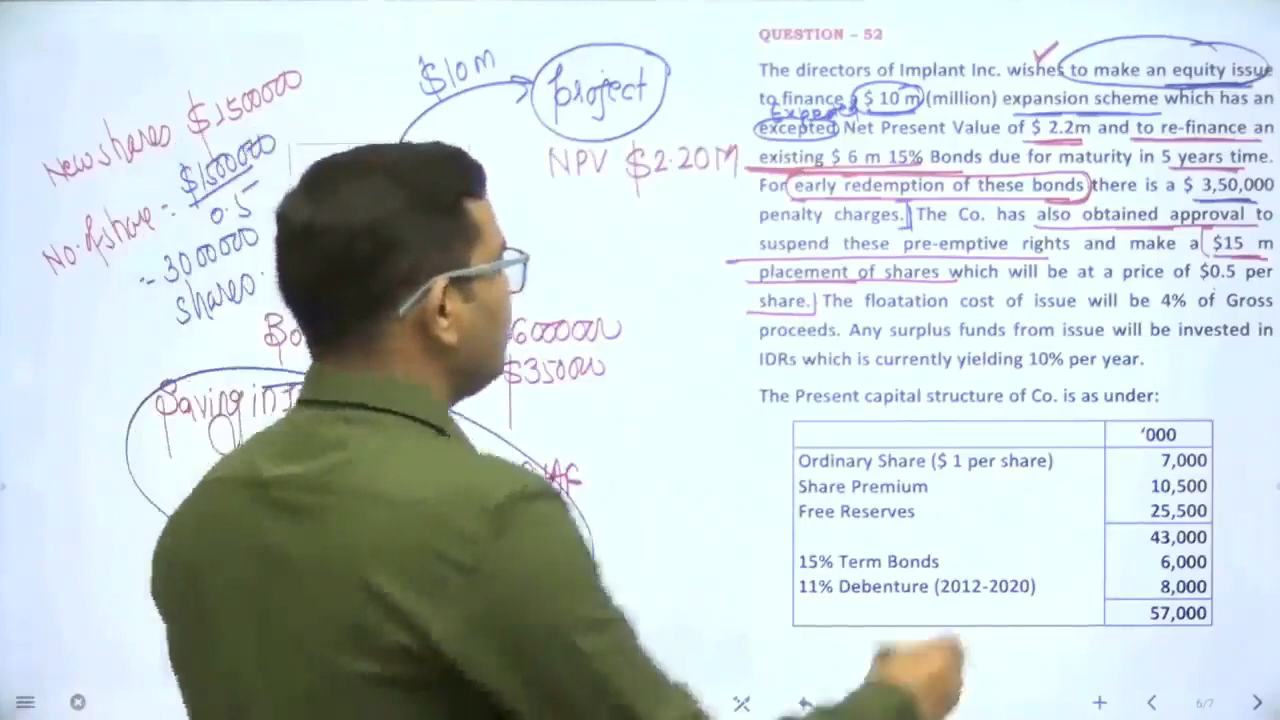 New shares $1500000
$1500000
No. of share =
0.5
= 3000000
shares.
$10m
project
NPV $2.20M
600000
$350000
Saving in
QUESTION – 52
The directors of Implant Inc. wishes to make an equity issue
to finance a $ 10 m (million) expansion scheme which has an
Expected
excepted Net Present Value of $ 2.2m and to re-finance an
existing $ 6 m 15% Bonds due for maturity in 5 years time.
For early redemption of these bonds there is a $ 3,50,000
penalty charges. The Co. has also obtained approval to
suspend these pre-emptive rights and make a $15 m
placement of shares which will be at a price of $0.5 per
share. The floatation cost of issue will be 4% of Gross
proceeds. Any surplus funds from issue will be invested in
IDRs which is currently yielding 10% per year.
The Present capital structure of Co. is as under:
‘000
Ordinary Share ($ 1 per share) 7,000
Share Premium 10,500
Free Reserves 25,500
43,000
15% Term Bonds 6,000
11% Debenture (2012-2020) 8,000
57,000
6/7